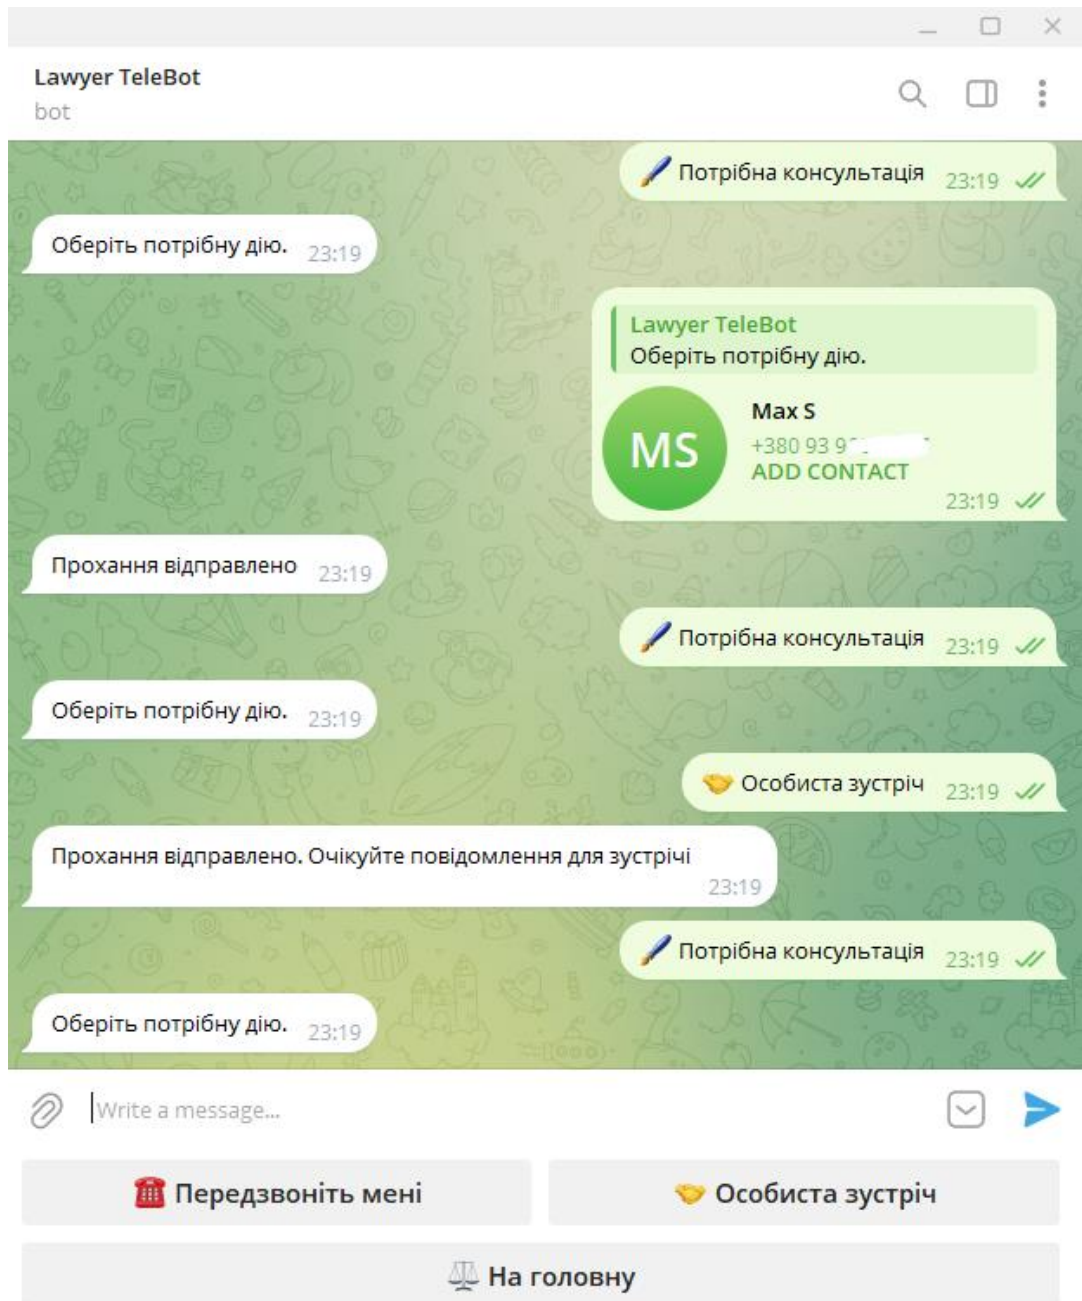 Lawyer TeleBot
bot
🖌️ Потрібна консультація 23:19
Оберіть потрібну дію. 23:19
Lawyer TeleBot
Оберіть потрібну дію.
MS
Max S
+380 93 9
ADD CONTACT
23:19
Прохання відправлено 23:19
🖌️ Потрібна консультація 23:19
Оберіть потрібну дію. 23:19
🤝 Особиста зустріч 23:19
Прохання відправлено. Очікуйте повідомлення для зустрічі
23:19
🖌️ Потрібна консультація 23:19
Оберіть потрібну дію. 23:19
Write a message...
☎️ Передзвоніть мені
🤝 Особиста зустріч
⚖️ На головну